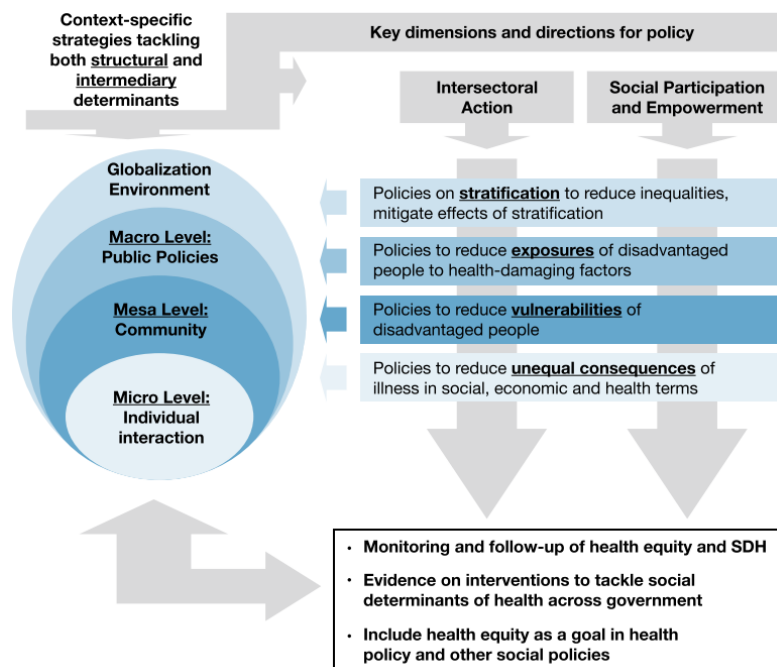 Context-specific
strategies tackling
both structural and
intermediary
determinants
Key dimensions and directions for policy
Intersectoral
Action
Social Participation
and Empowerment
Globalization
Environment
Macro Level:
Public Policies
Mesa Level:
Community
Micro Level:
Individual
interaction
Policies on stratification to reduce inequalities,
mitigate effects of stratification
Policies to reduce exposures of disadvantaged
people to health-damaging factors
Policies to reduce vulnerabilities of
disadvantaged people
Policies to reduce unequal consequences of
illness in social, economic and health terms
· Monitoring and follow-up of health equity and SDH
· Evidence on interventions to tackle social
determinants of health across government
· Include health equity as a goal in health
policy and other social policies